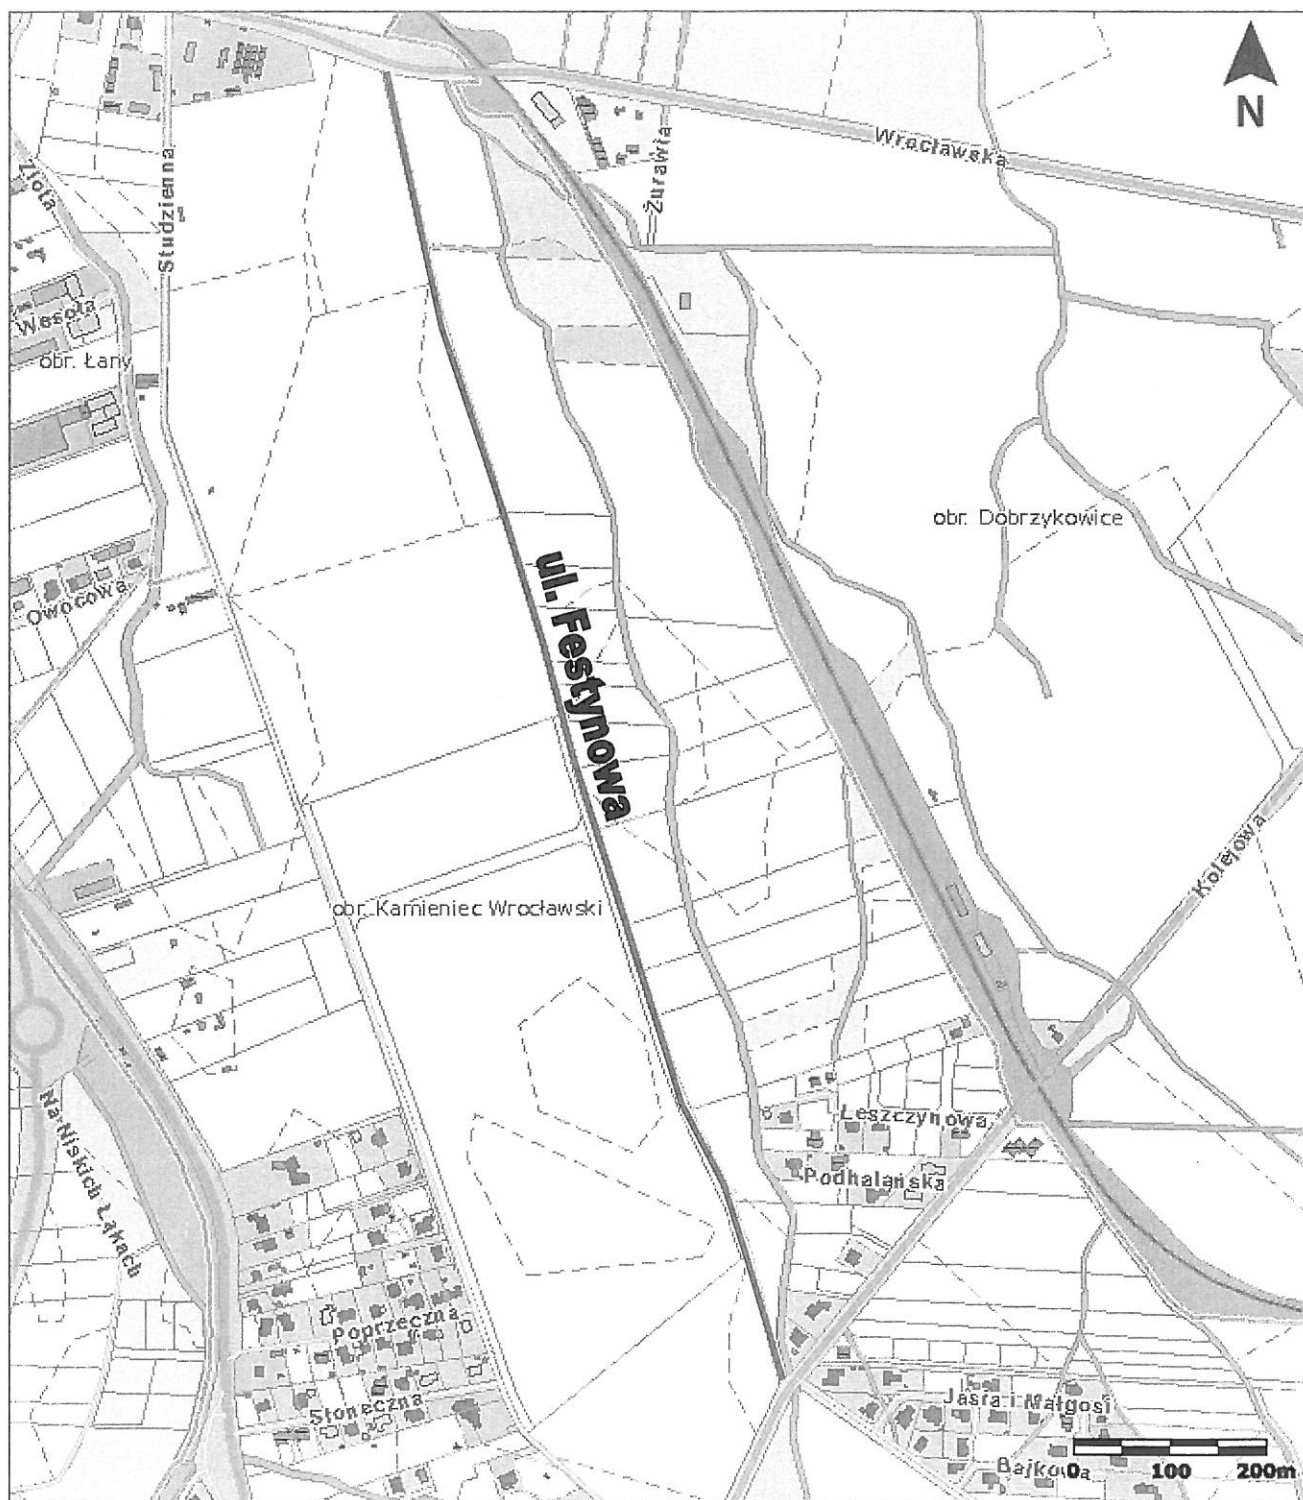 N
Wrocławska
Żurawia
Studzienna
Złota
Wesoła
obr. Łany
obr. Dobrzykowice
ul. Festynowa
Owocowa
Kolejowa
obr. Kamieniec Wrocławski
Na Niskich Łąkach
Leszczynowa
Podhalańska
Poprzeczna
Słoneczna
Jasia i Małgosi
Bajkowa
0 100 200m